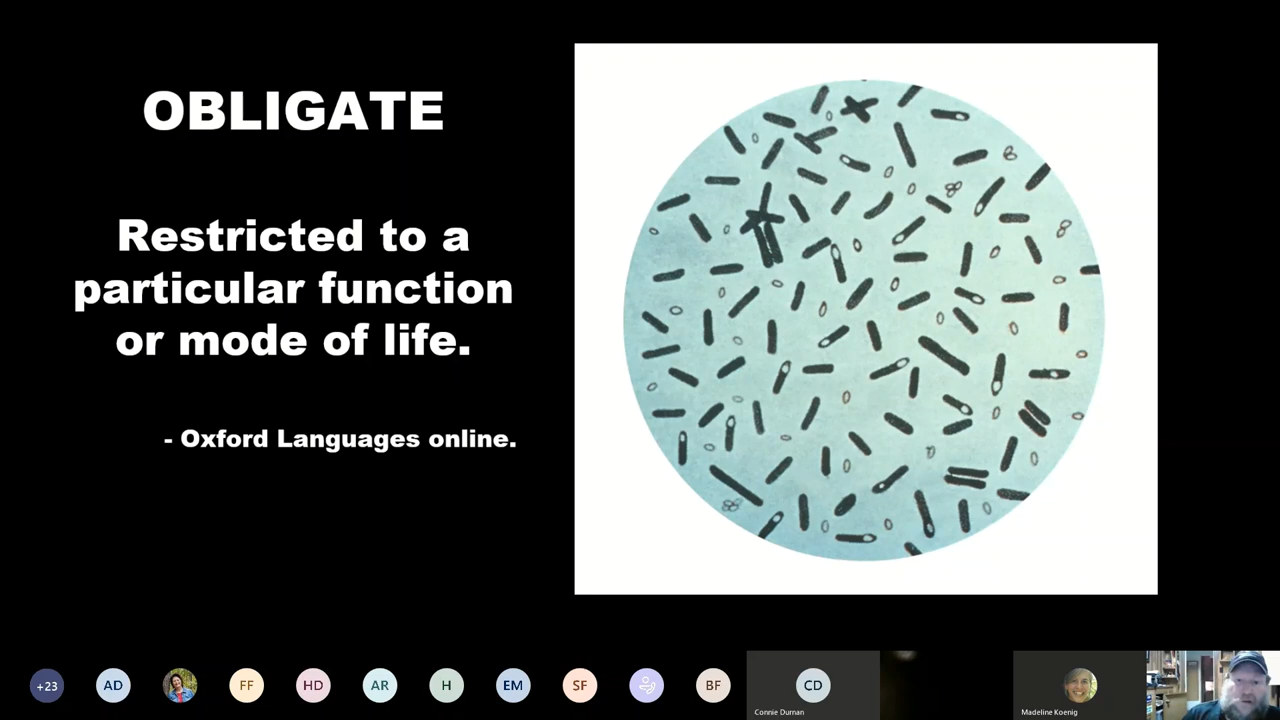 OBLIGATE
Restricted to a
particular function
or mode of life.
- Oxford Languages online.
+23
AD
FF
HD
AR
H
EM
SF
BF
CD
Connie Durnan
Madeline Koenig